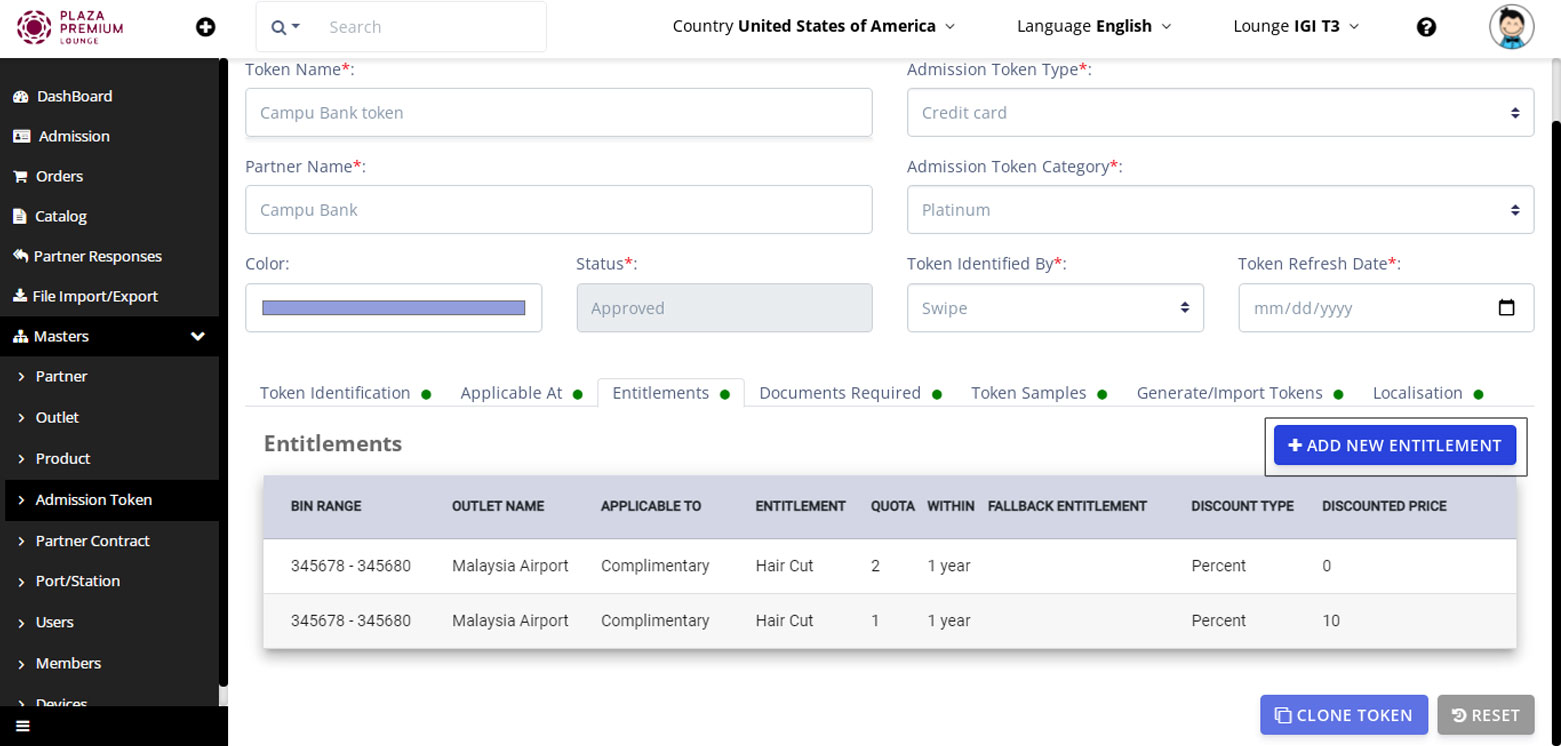 PLAZA
PREMIUM
LOUNGE
Search
Country United States of America
Language English
Lounge IGI T3
DashBoard
Admission
Orders
Catalog
Partner Responses
File Import/Export
Masters
Partner
Outlet
Product
Admission Token
Partner Contract
Port/Station
Users
Members
Devices
Token Name*:
Admission Token Type*:
Campu Bank token
Credit card
Partner Name*:
Admission Token Category*:
Campu Bank
Platinum
Color:
Status*:
Token Identified By*:
Token Refresh Date*:
Approved
Swipe
mm/dd/yyyy
Token Identification
Applicable At
Entitlements
Documents Required
Token Samples
Generate/Import Tokens
Localisation
Entitlements
ADD NEW ENTITLEMENT
BIN RANGE OUTLET NAME APPLICABLE TO ENTITLEMENT QUOTA WITHIN FALLBACK ENTITLEMENT DISCOUNT TYPE DISCOUNTED PRICE
345678 - 345680 Malaysia Airport Complimentary Hair Cut 2 1 year Percent 0
345678 - 345680 Malaysia Airport Complimentary Hair Cut 1 1 year Percent 10
CLONE TOKEN
RESET